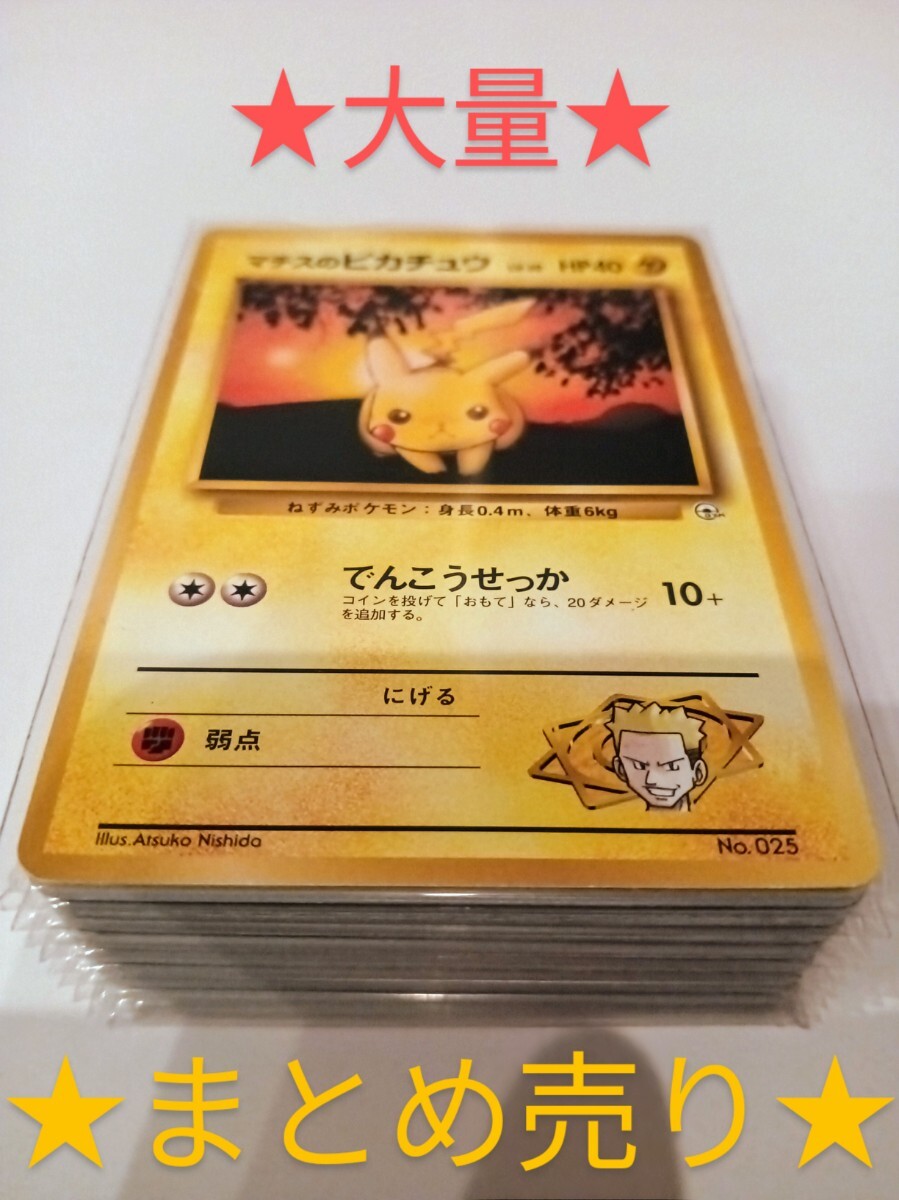 ★大量★
マチスのピカチュウ HP40
ねずみポケモン：身長0.4m、体重6kg
でんこうせっか 10+
コインを投げて「おもて」なら、20ダメージ
を追加する。
にげる
弱点
Illus.Atsuko Nishida No.025
★まとめ売り★